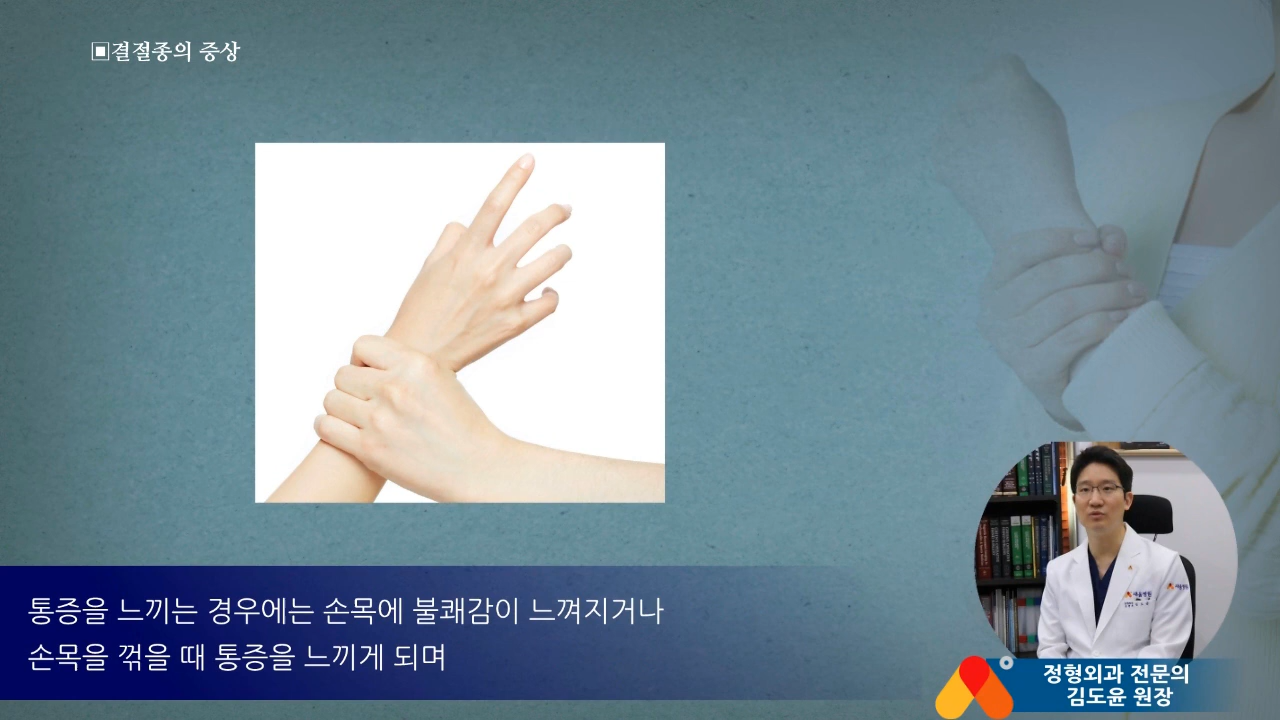 ▣결절종의 증상
통증을 느끼는 경우에는 손목에 불쾌감이 느껴지거나
손목을 꺾을 때 통증을 느끼게 되며
정형외과 전문의
김도윤 원장